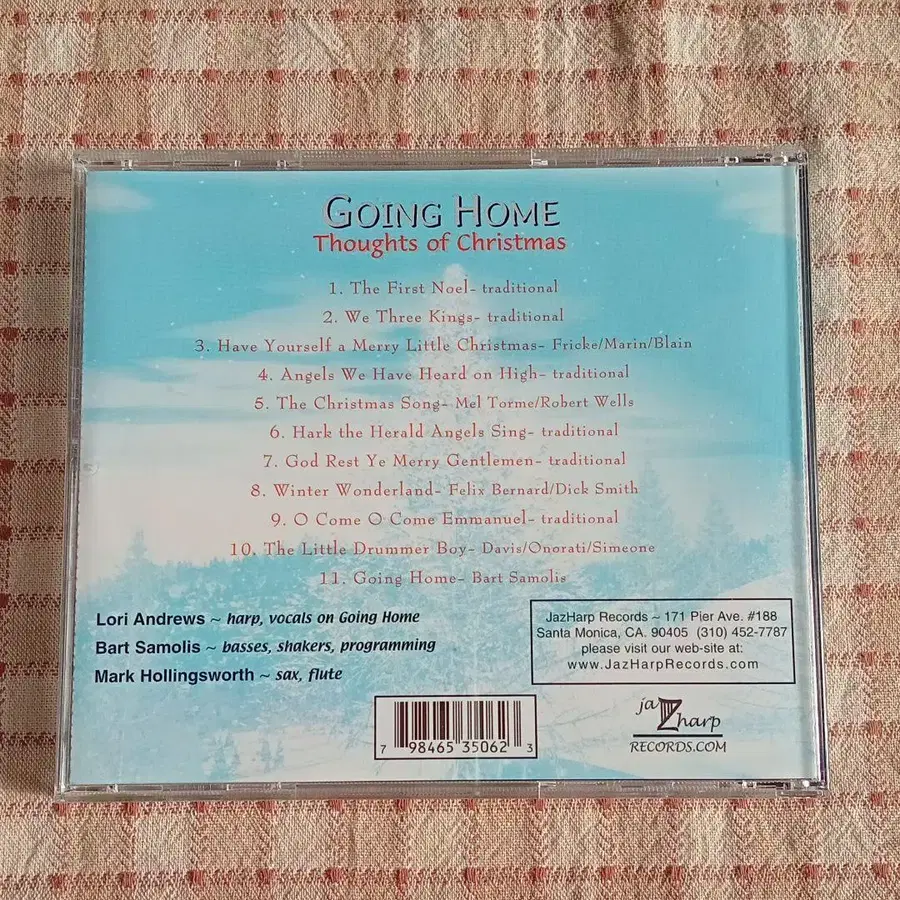 GOING HOME
Thoughts of Christmas
1. The First Noel- traditional
2. We Three Kings- traditional
3. Have Yourself a Merry Little Christmas- Fricke/Marin/Blain
4. Angels We Have Heard on High- traditional
5. The Christmas Song- Mel Torme/Robert Wells
6. Hark the Herald Angels Sing- traditional
7. God Rest Ye Merry Gentlemen- traditional
8. Winter Wonderland- Felix Bernard/Dick Smith
9. O Come O Come Emmanuel- traditional
10. The Little Drummer Boy- Davis/Onorati/Simeone
11. Going Home- Bart Samolis
Lori Andrews ~ harp, vocals on Going Home
Bart Samolis ~ basses, shakers, programming
Mark Hollingsworth ~ sax, flute
JazHarp Records ~ 171 Pier Ave. #188
Santa Monica, CA. 90405 (310) 452-7787
please visit our web-site at:
www.JazHarpRecords.com
7 98465 35062 3
jaZharp
RECORDS.COM